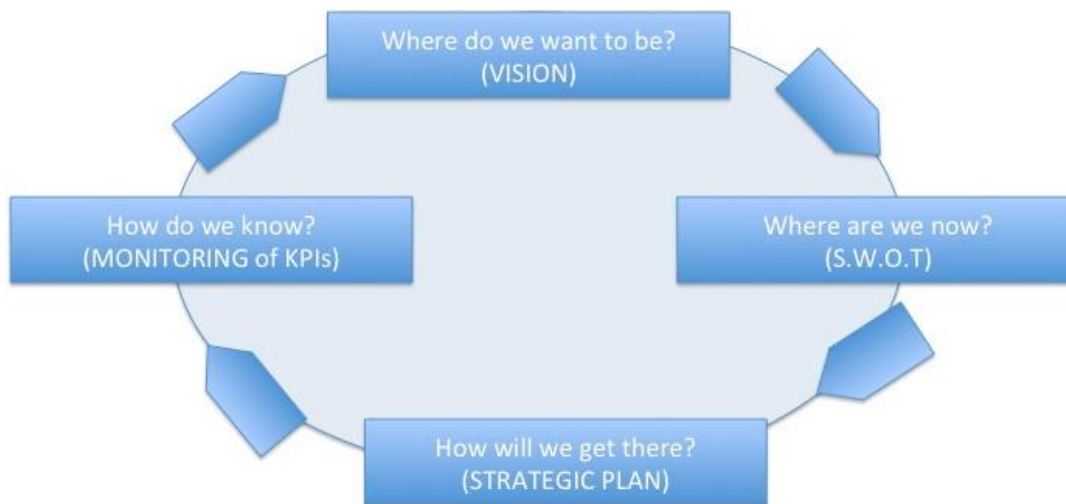 Where do we want to be?
(VISION)
Where are we now?
(S.W.O.T)
How will we get there?
(STRATEGIC PLAN)
How do we know?
(MONITORING of KPIs)